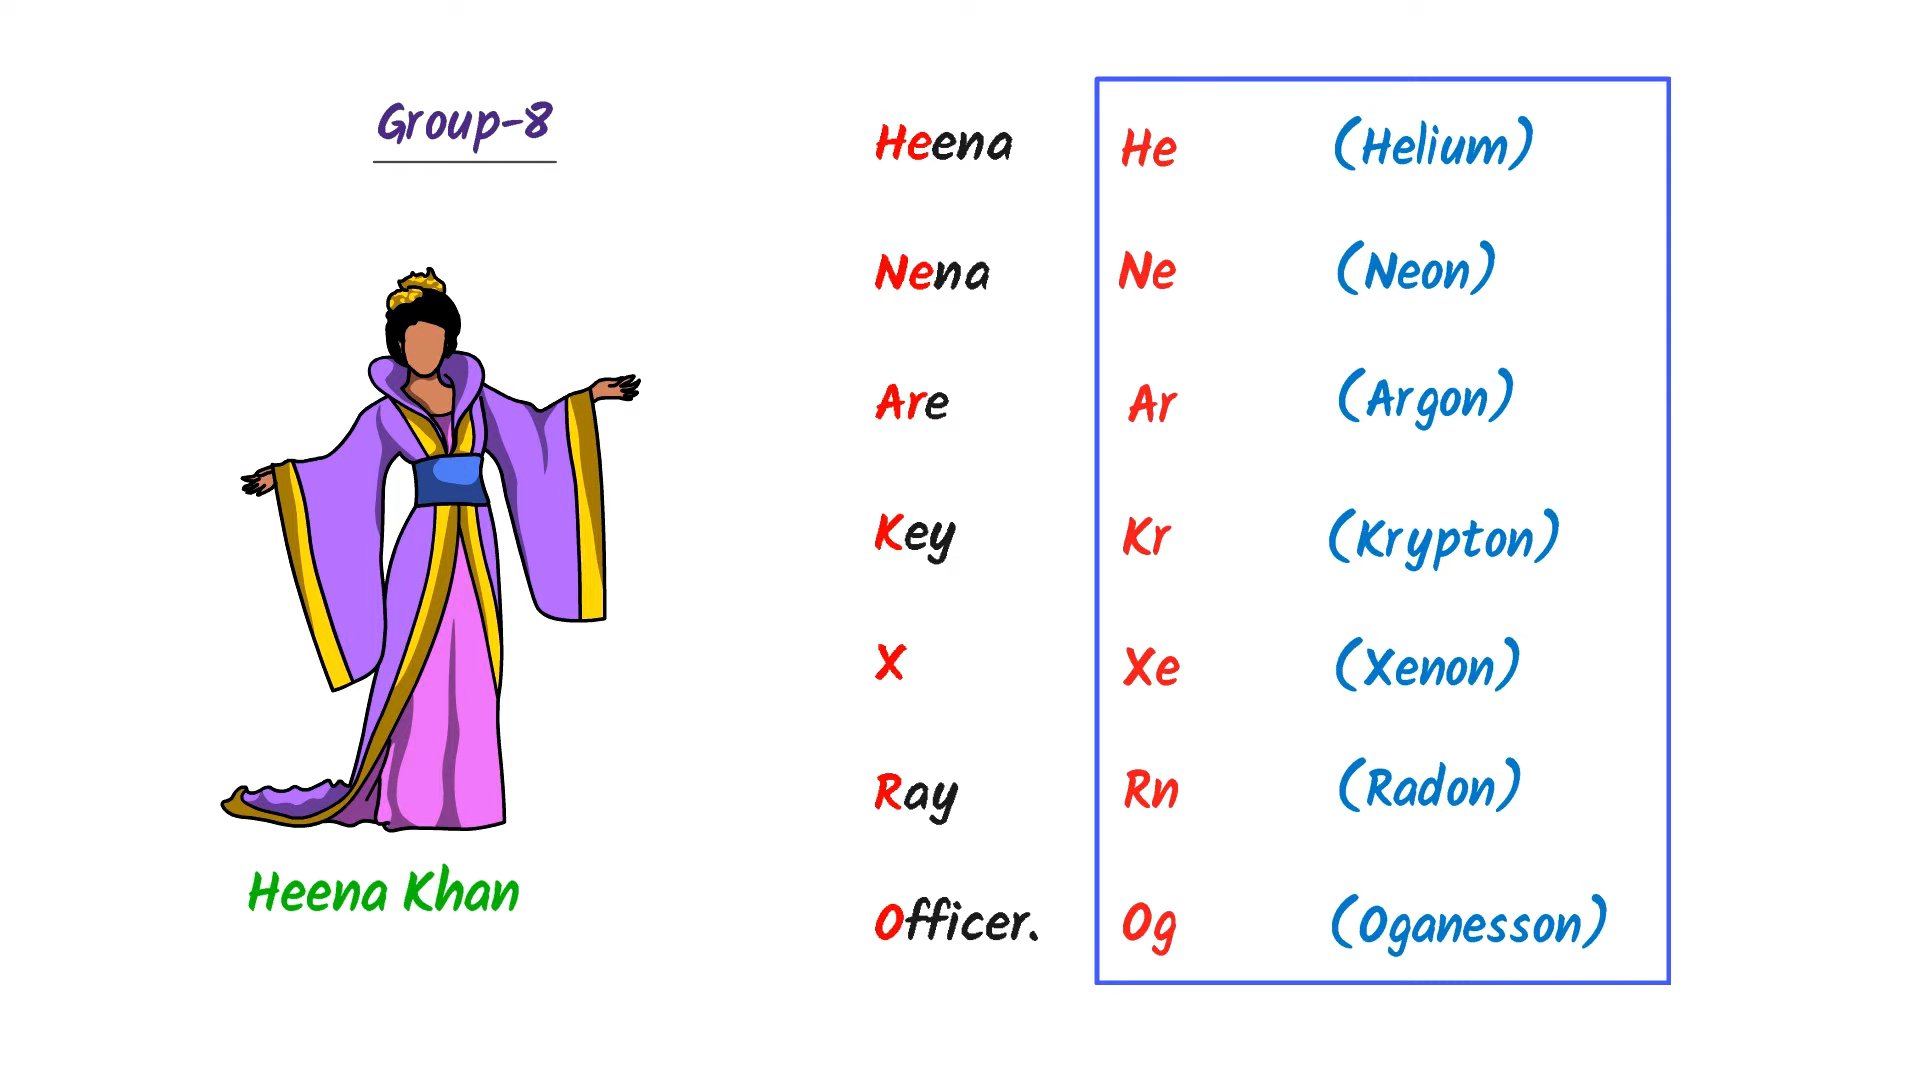 Group-8
Heena He (Helium)
Nena Ne (Neon)
Are Ar (Argon)
Key Kr (Krypton)
X Xe (Xenon)
Ray Rn (Radon)
Officer. Og (Oganesson)
Heena Khan